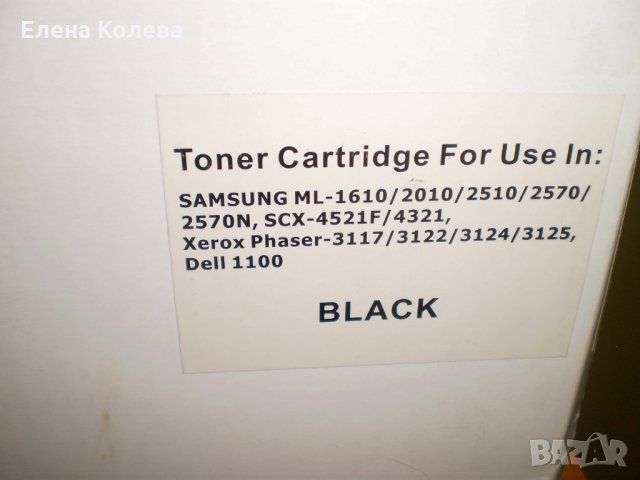 Елена Колева
Toner Cartridge For Use In:
SAMSUNG ML-1610/2010/2510/2570/
2570N, SCX-4521F/4321,
Xerox Phaser-3117/3122/3124/3125,
Dell 1100
BLACK
BAZAR